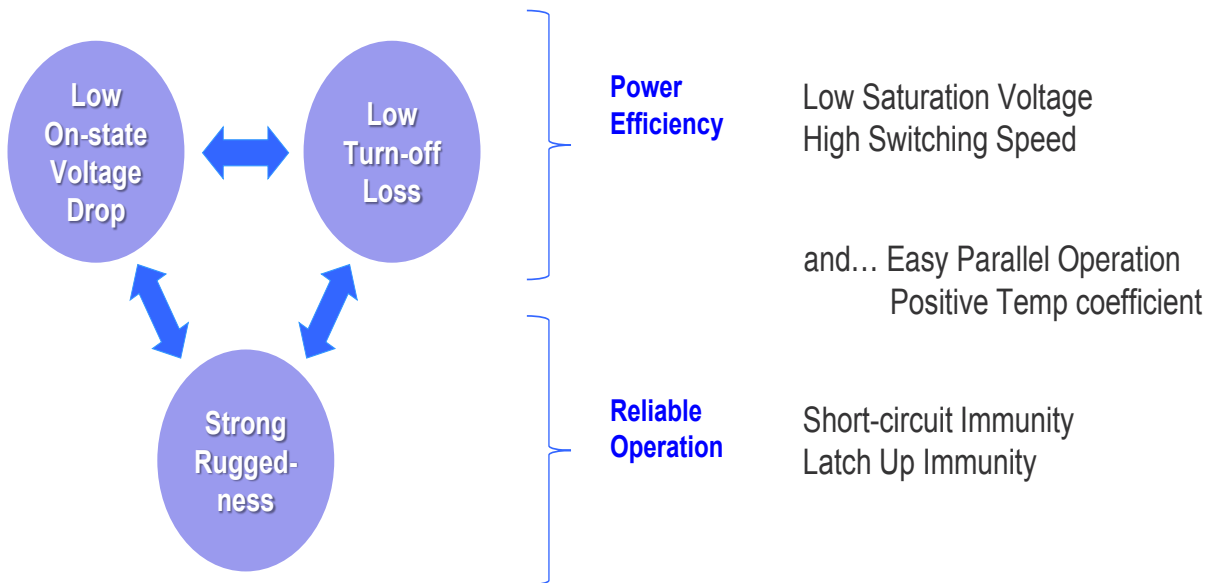 Low
On-state
Voltage
Drop
Low
Turn-off
Loss
Strong
Rugged-
ness
Power
Efficiency
Low Saturation Voltage
High Switching Speed
and… Easy Parallel Operation
Positive Temp coefficient
Reliable
Operation
Short-circuit Immunity
Latch Up Immunity